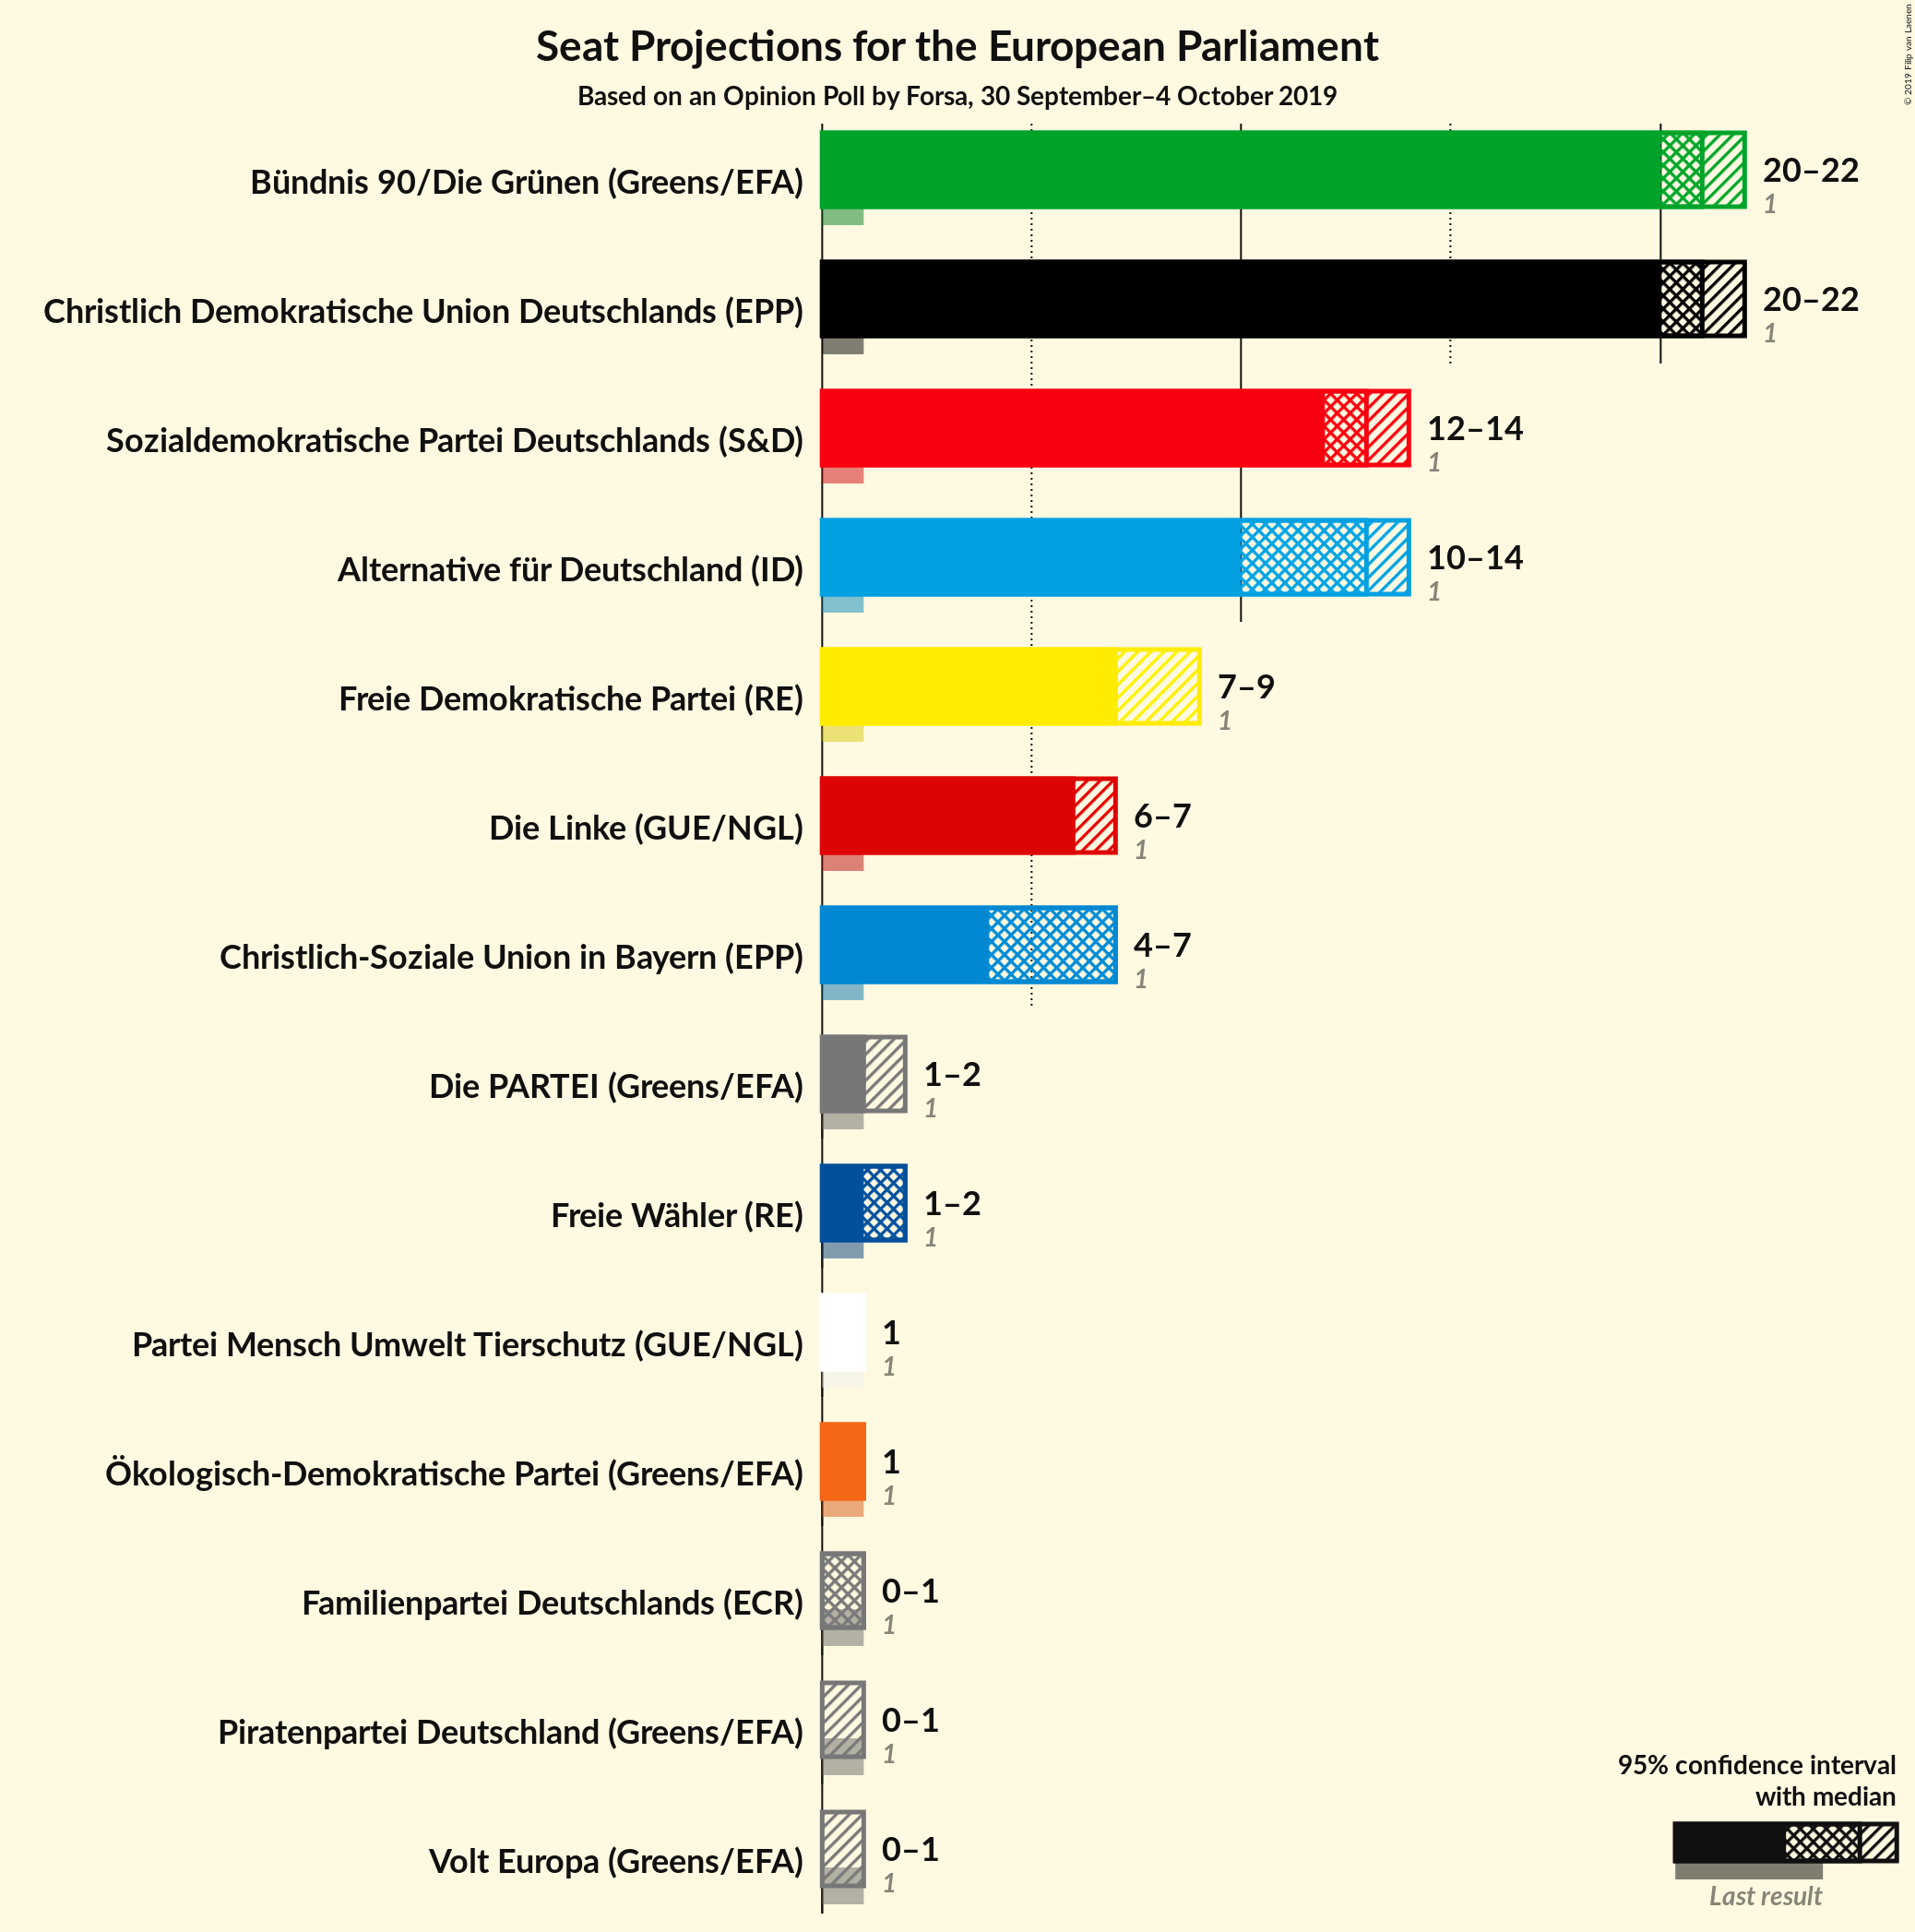 Seat Projections for the European Parliament
Based on an Opinion Poll by Forsa, 30 September–4 October 2019
© 2019 Filip van Laenen
Bündnis 90/Die Grünen (Greens/EFA)
20–22
1
Christlich Demokratische Union Deutschlands (EPP)
20–22
1
Sozialdemokratische Partei Deutschlands (S&D)
12–14
1
Alternative für Deutschland (ID)
10–14
1
Freie Demokratische Partei (RE)
7–9
1
Die Linke (GUE/NGL)
6–7
1
Christlich-Soziale Union in Bayern (EPP)
4–7
1
Die PARTEI (Greens/EFA)
1–2
1
Freie Wähler (RE)
1–2
1
Partei Mensch Umwelt Tierschutz (GUE/NGL)
1
1
Ökologisch-Demokratische Partei (Greens/EFA)
1
1
Familienpartei Deutschlands (ECR)
0–1
1
Piratenpartei Deutschland (Greens/EFA)
0–1
1
Volt Europa (Greens/EFA)
0–1
1
95% confidence interval
with median
Last result